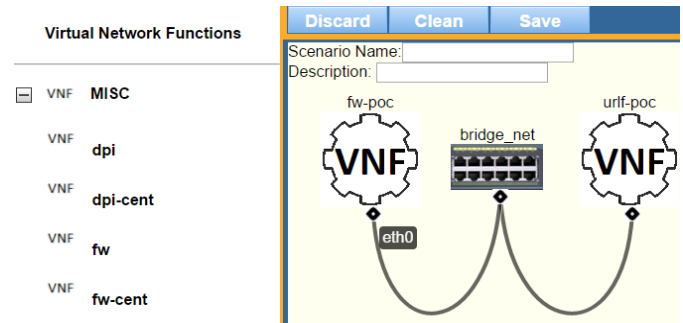 Virtual Network Functions
VNF MISC
VNF
dpi
VNF
dpi-cent
VNF
fw
VNF
fw-cent
Discard Clean Save
Scenario Name:
Description:
fw-poc
bridge_net
urlf-poc
VNF
VNF
eth0